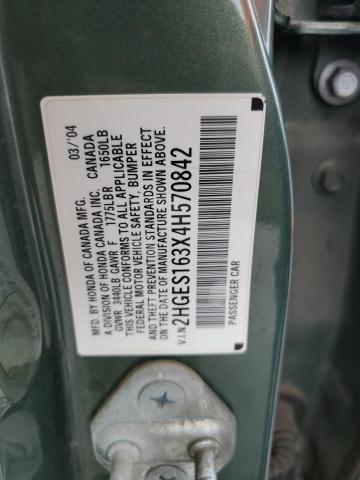 MFG. BY HONDA OF CANADA MFG. 03/'04
A DIVISION OF HONDA CANADA INC. CANADA
GVWR 3440LB GAWR F 1775LB R 1650LB
THIS VEHICLE CONFORMS TO ALL APPLICABLE
FEDERAL MOTOR VEHICLE SAFETY, BUMPER
AND THEFT PREVENTION STANDARDS IN EFFECT
ON THE DATE OF MANUFACTURE SHOWN ABOVE.
V.I.N. 2HGES163X4H570842
PASSENGER CAR